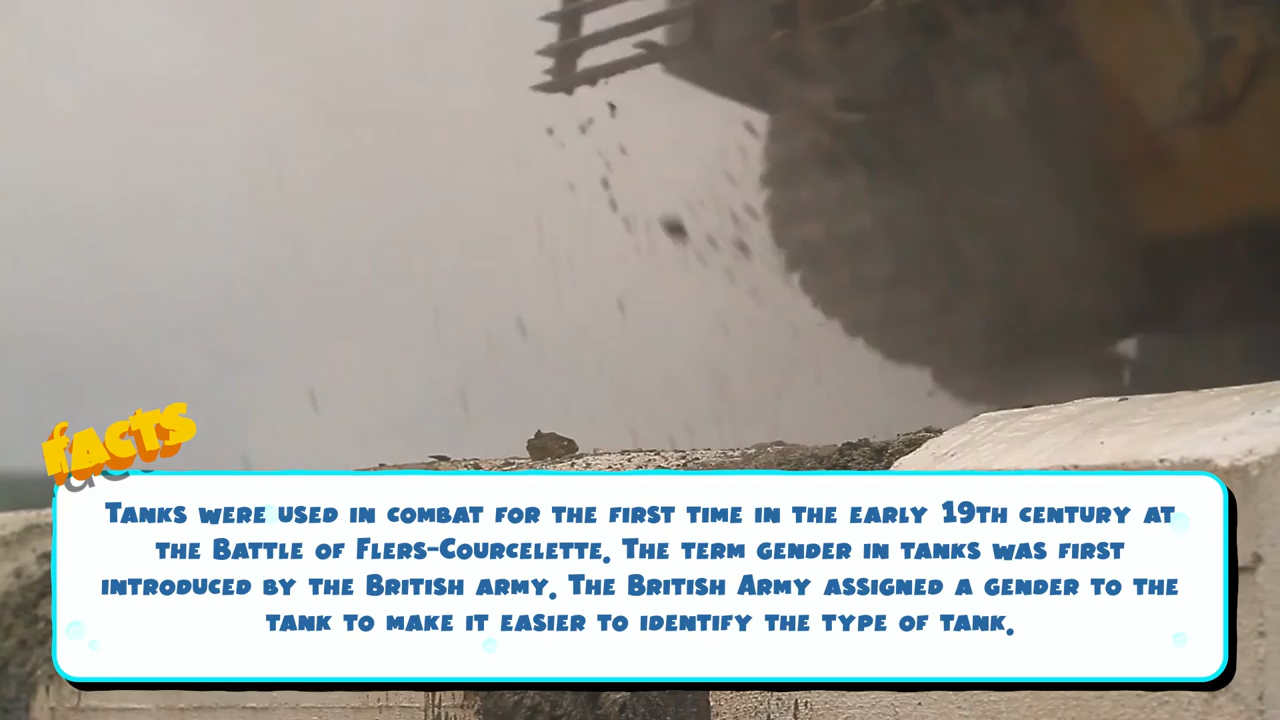 FACTS
Tanks were used in combat for the first time in the early 19th century at
the Battle of Flers-Courcelette. The term gender in tanks was first
introduced by the British army. The British Army assigned a gender to the
tank to make it easier to identify the type of tank.